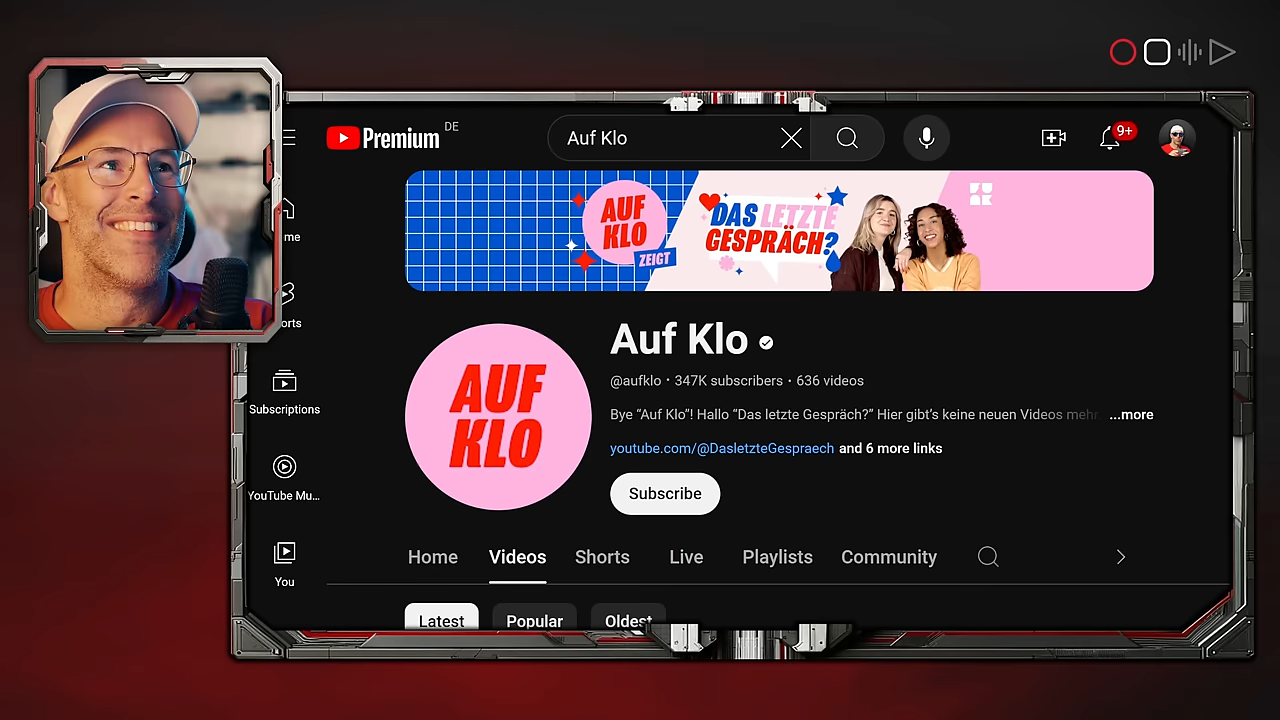 Premium DE
Auf Klo
9+
AUF
KLO
ZEIGT
DAS LETZTE
GESPRÄCH?
me
orts
Subscriptions
YouTube Mu...
You
AUF
KLO
Auf Klo
@aufklo • 347K subscribers • 636 videos
Bye “Auf Klo”! Hallo “Das letzte Gespräch?” Hier gibt’s keine neuen Videos mehr ...more
youtube.com/@DasletzteGespraech and 6 more links
Subscribe
Home Videos Shorts Live Playlists Community
Latest Popular Oldest